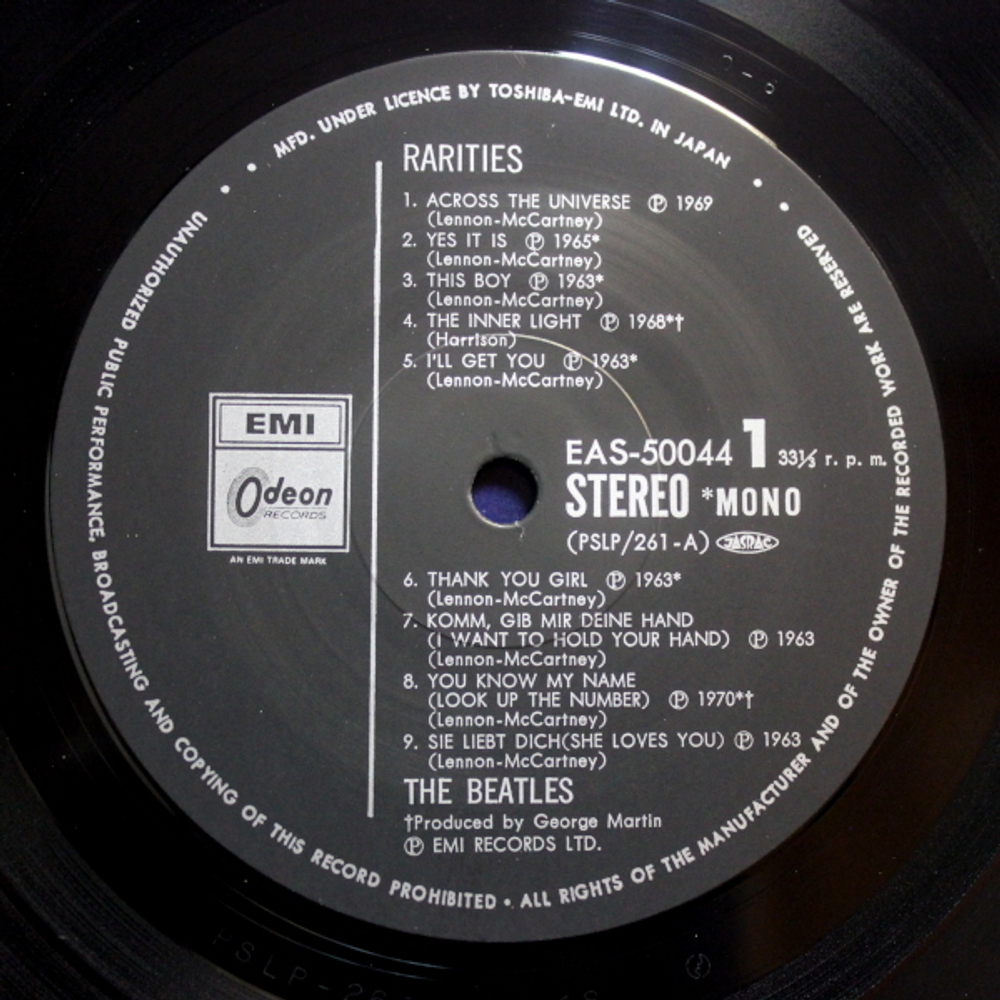 MFD. UNDER LICENCE BY TOSHIBA-EMI LTD. IN JAPAN
RARITIES
1. ACROSS THE UNIVERSE Ⓟ 1969
(Lennon-McCartney)
2. YES IT IS Ⓟ 1965*
(Lennon-McCartney)
3. THIS BOY Ⓟ 1963*
(Lennon-McCartney)
4. THE INNER LIGHT Ⓟ 1968*†
(Harrison)
5. I'LL GET YOU Ⓟ 1963*
(Lennon-McCartney)
EMI
Odeon
RECORDS
AN EMI TRADE MARK
EAS-50044 1 33⅓ r. p. m.
STEREO *MONO
(PSLP/261-A) JASRAC
6. THANK YOU GIRL Ⓟ 1963*
(Lennon-McCartney)
7. KOMM, GIB MIR DEINE HAND
(I WANT TO HOLD YOUR HAND) Ⓟ 1963
(Lennon-McCartney)
8. YOU KNOW MY NAME
(LOOK UP THE NUMBER) Ⓟ 1970*†
(Lennon-McCartney)
9. SIE LIEBT DICH(SHE LOVES YOU) Ⓟ 1963
(Lennon-McCartney)
THE BEATLES
†Produced by George Martin
Ⓟ EMI RECORDS LTD.
UNAUTHORIZED PUBLIC PERFORMANCE, BROADCASTING AND COPYING OF THIS RECORD PROHIBITED • ALL RIGHTS OF THE MANUFACTURER AND OF THE OWNER OF THE RECORDED WORK ARE RESERVED